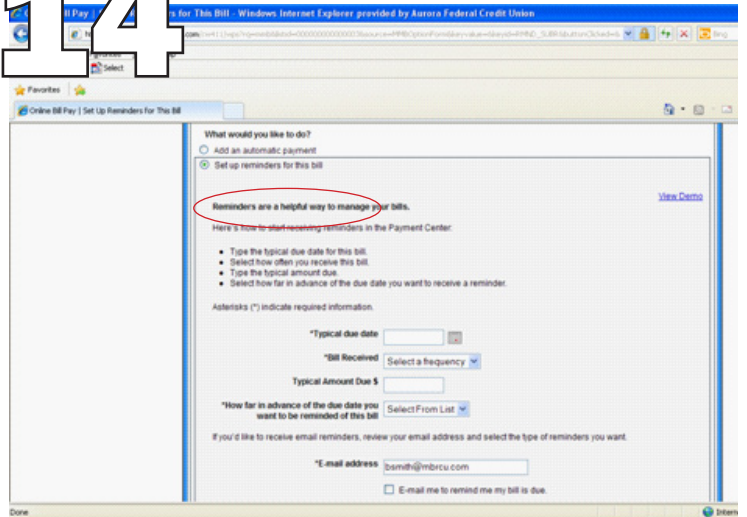 14
ill Pay | rs for This Bill - Windows Internet Explorer provided by Aurora Federal Credit Union
Bing
Select
Favorites
Online Bill Pay | Set Up Reminders for This Bill
What would you like to do?
Add an automatic payment
Set up reminders for this bill
View Demo
Reminders are a helpful way to manage your bills.
Here's how to start receiving reminders in the Payment Center:
• Type the typical due date for this bill.
• Select how often you receive this bill.
• Type the typical amount due.
• Select how far in advance of the due date you want to receive a reminder.
Asterisks (*) indicate required information.
*Typical due date
*Bill Received Select a frequency
Typical Amount Due $
*How far in advance of the due date you
want to be reminded of this bill Select From List
If you'd like to receive email reminders, review your email address and select the type of reminders you want.
*E-mail address bsmith@mbrcu.com
E-mail me to remind me my bill is due.
Done
Intern